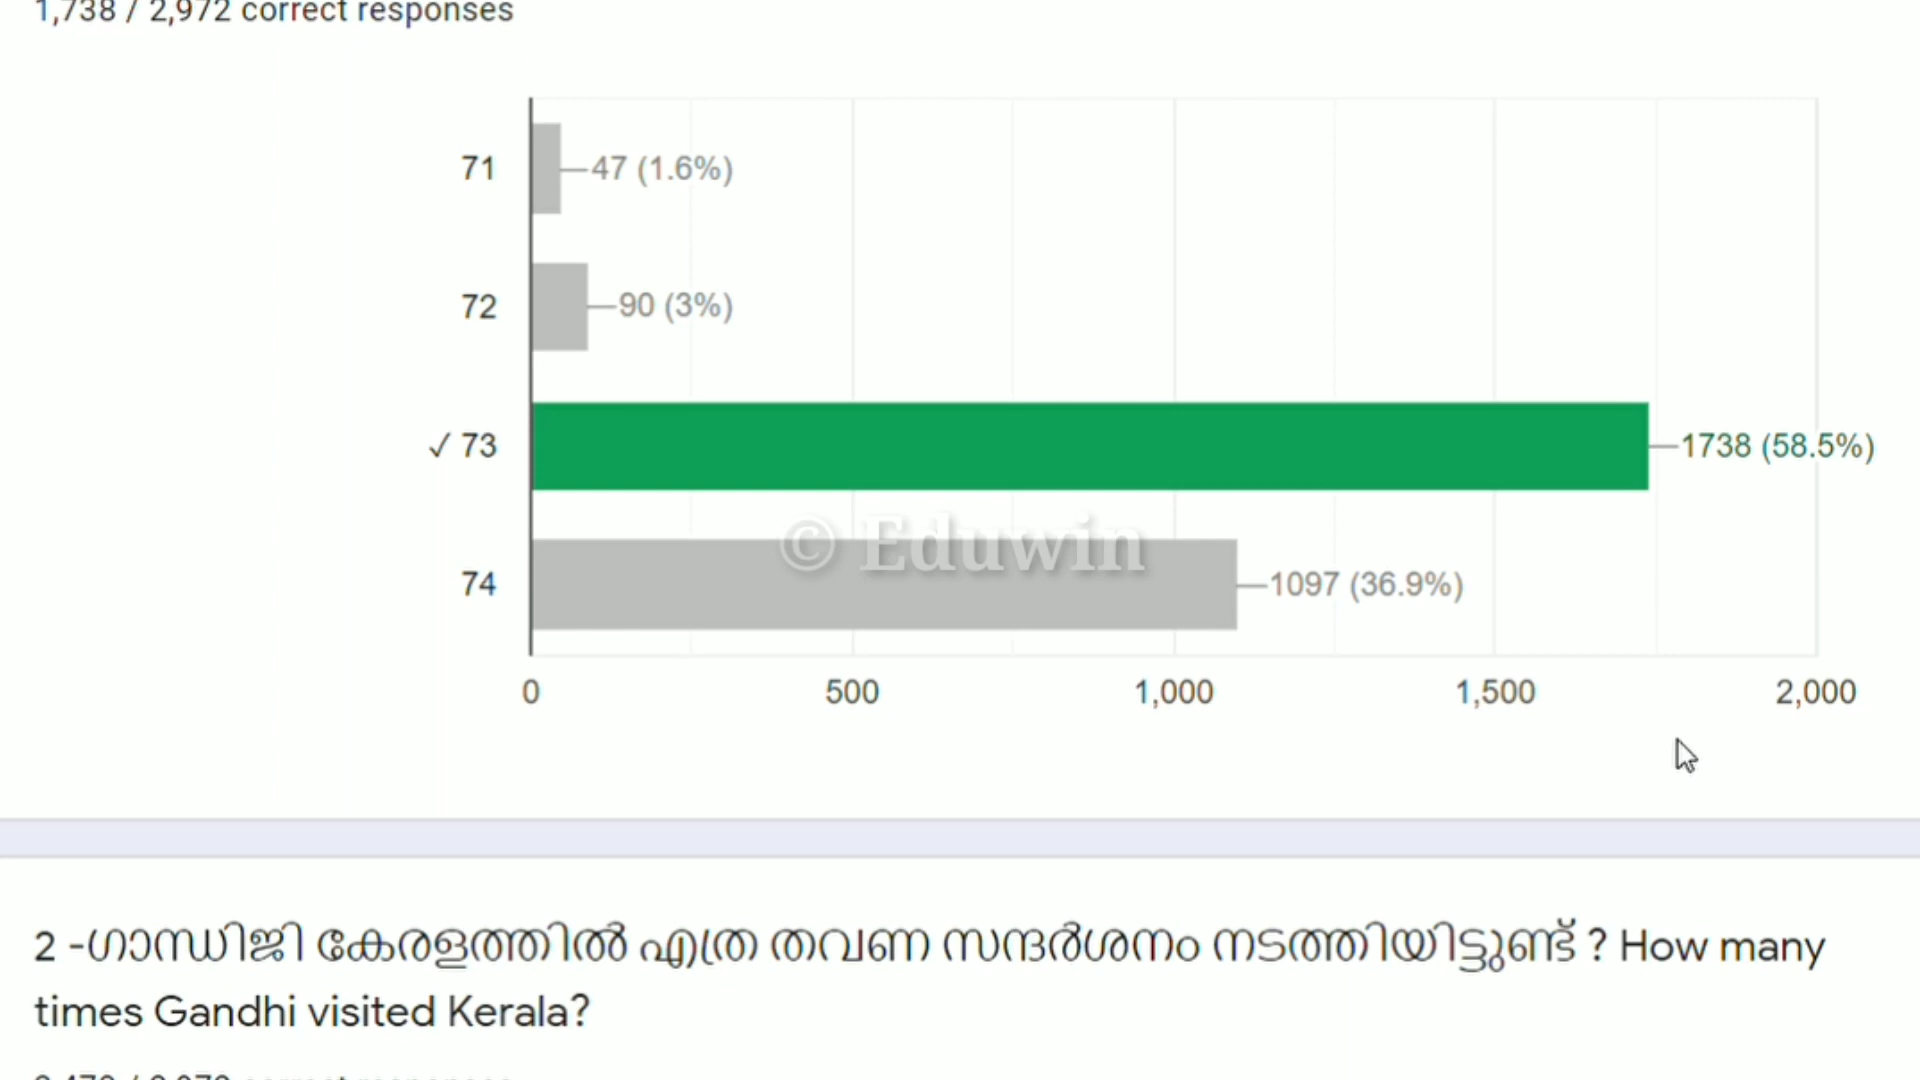 1,738 / 2,972 correct responses
71 47 (1.6%)
72 90 (3%)
✓ 73 1738 (58.5%)
© Eduwin
74 1097 (36.9%)
0 500 1,000 1,500 2,000
2 -ഗാന്ധിജി കേരളത്തിൽ എത്ര തവണ സന്ദർശനം നടത്തിയിട്ടുണ്ട് ? How many
times Gandhi visited Kerala?